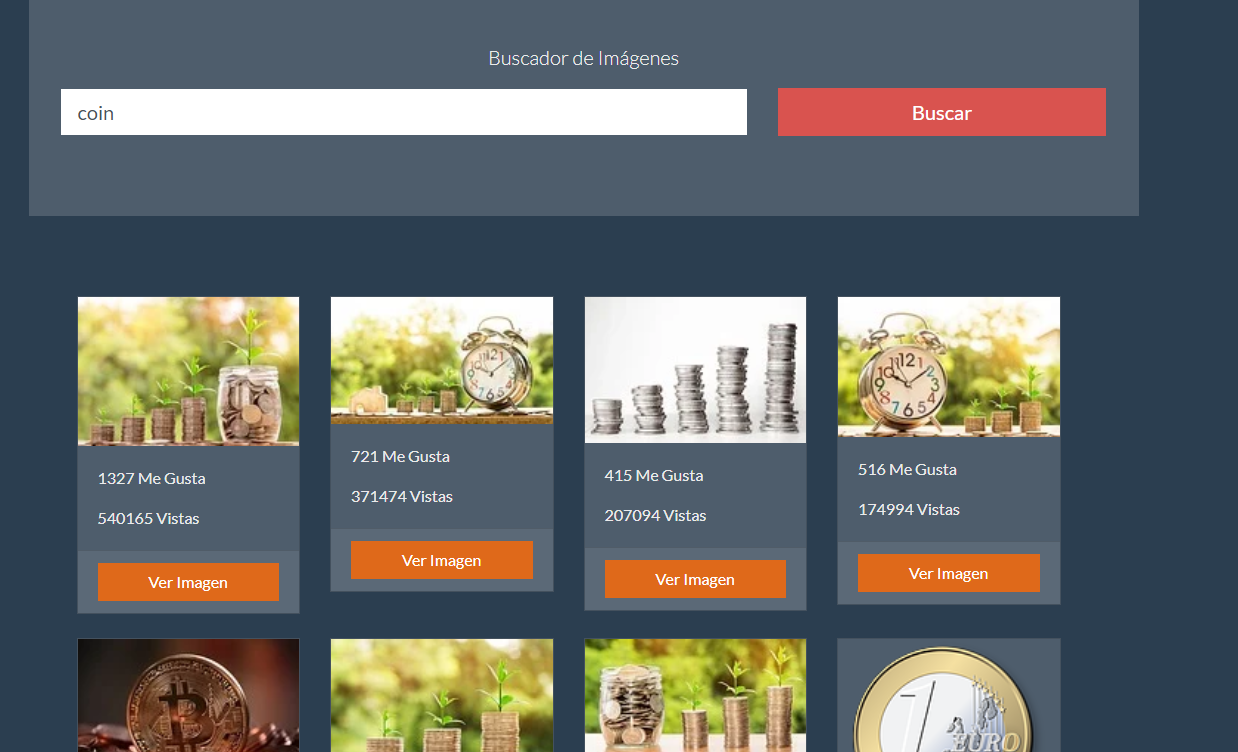 Buscador de Imágenes
coin
Buscar
1327 Me Gusta
540165 Vistas
Ver Imagen
721 Me Gusta
371474 Vistas
Ver Imagen
415 Me Gusta
207094 Vistas
Ver Imagen
516 Me Gusta
174994 Vistas
Ver Imagen
1 EURO